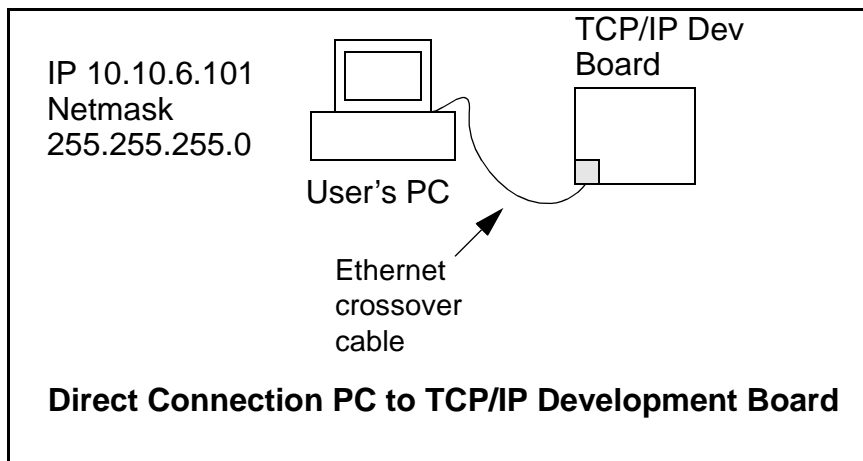 IP 10.10.6.101
Netmask
255.255.255.0
TCP/IP Dev
Board
User's PC
Ethernet
crossover
cable
Direct Connection PC to TCP/IP Development Board